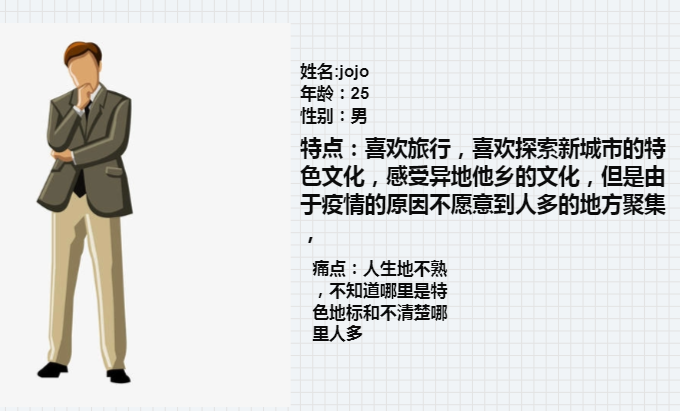 姓名:jojo
年龄：25
性别：男
特点：喜欢旅行，喜欢探索新城市的特
色文化，感受异地他乡的文化，但是由
于疫情的原因不愿意到人多的地方聚集
，
痛点：人生地不熟
，不知道哪里是特
色地标和不清楚哪
里人多